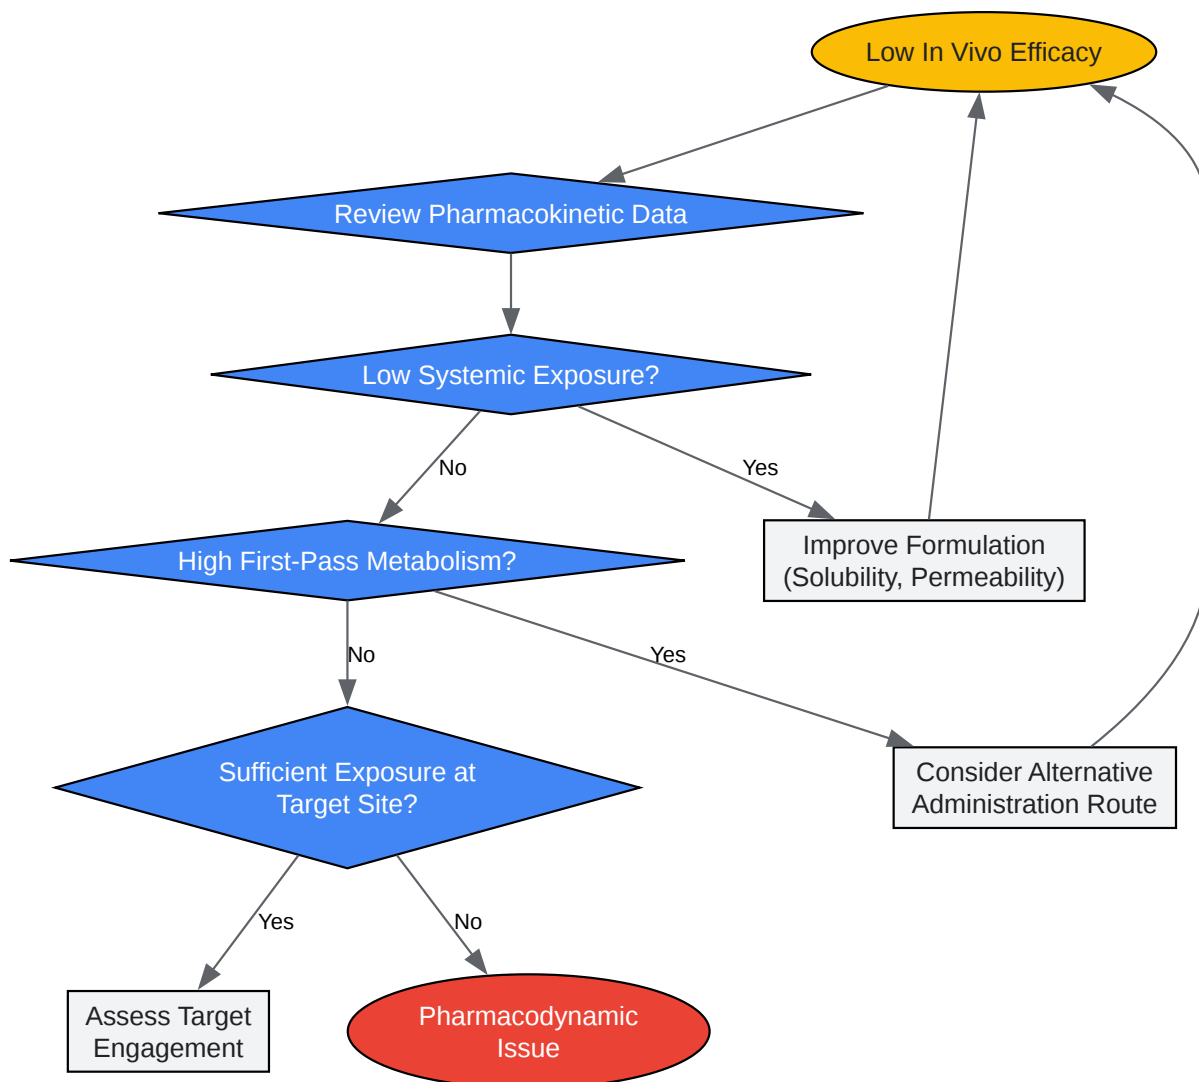 Low In Vivo Efficacy
Review Pharmacokinetic Data
Low Systemic Exposure?
No
Yes
Improve Formulation
(Solubility, Permeability)
High First-Pass Metabolism?
No
Yes
Consider Alternative
Administration Route
Sufficient Exposure at
Target Site?
Yes
No
Assess Target
Engagement
Pharmacodynamic
Issue